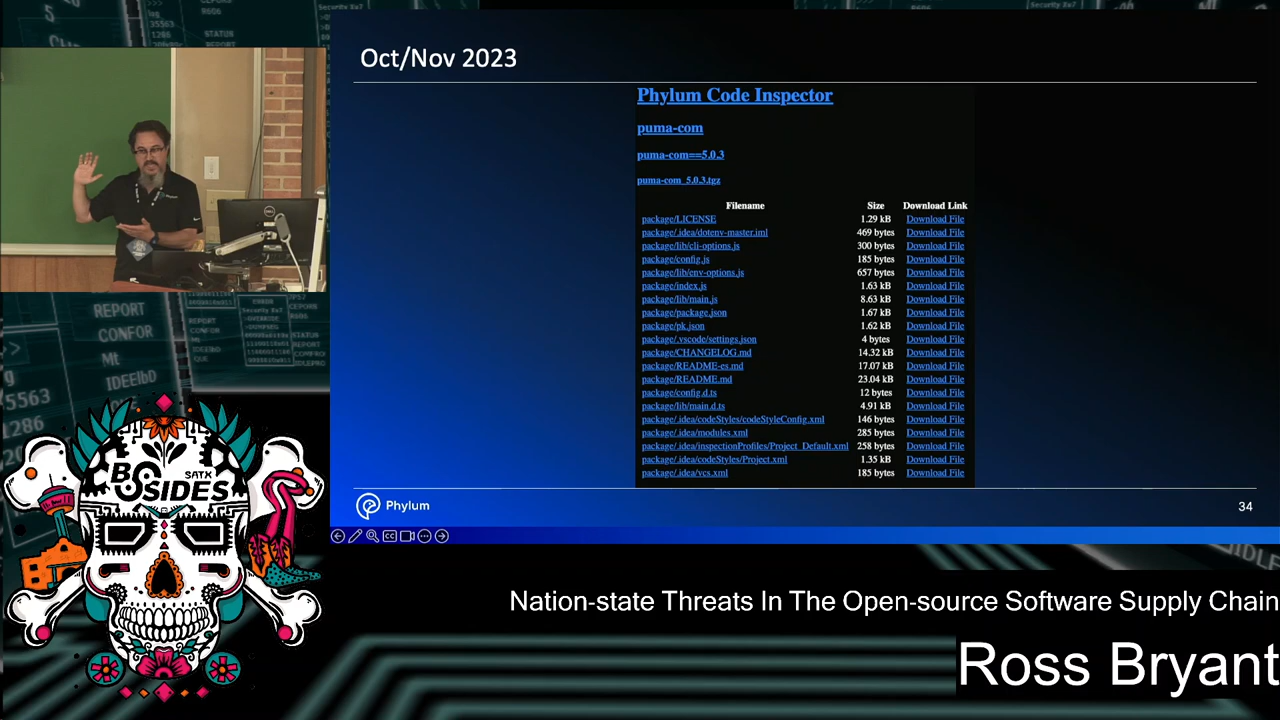 Oct/Nov 2023
Phylum Code Inspector
puma-com
puma-com==5.0.3
puma-com_5.0.3.tgz
Filename Size Download Link
package/LICENSE 1.29 kB Download File
package/.idea/dotenv-master.iml 469 bytes Download File
package/lib/cli-options.js 300 bytes Download File
package/config.js 185 bytes Download File
package/lib/env-options.js 657 bytes Download File
package/index.js 1.63 kB Download File
package/lib/main.js 8.63 kB Download File
package/package.json 1.67 kB Download File
package/pk.json 1.62 kB Download File
package/.vscode/settings.json 4 bytes Download File
package/CHANGELOG.md 14.32 kB Download File
package/README-es.md 17.07 kB Download File
package/README.md 23.04 kB Download File
package/config.d.ts 12 bytes Download File
package/lib/main.d.ts 4.91 kB Download File
package/.idea/codeStyles/codeStyleConfig.xml 146 bytes Download File
package/.idea/modules.xml 285 bytes Download File
package/.idea/inspectionProfiles/Project_Default.xml 258 bytes Download File
package/.idea/codeStyles/Project.xml 1.35 kB Download File
package/.idea/vcs.xml 185 bytes Download File
Phylum
34
CC
DELL
REPORT
CONFOR
Mt
IDEEIbD
5563
1286
BSIDES
SATX
Nation-state Threats In The Open-source Software Supply Chain
Ross Bryant